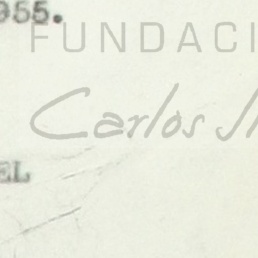 955.
FUNDACI
Carlos
EL